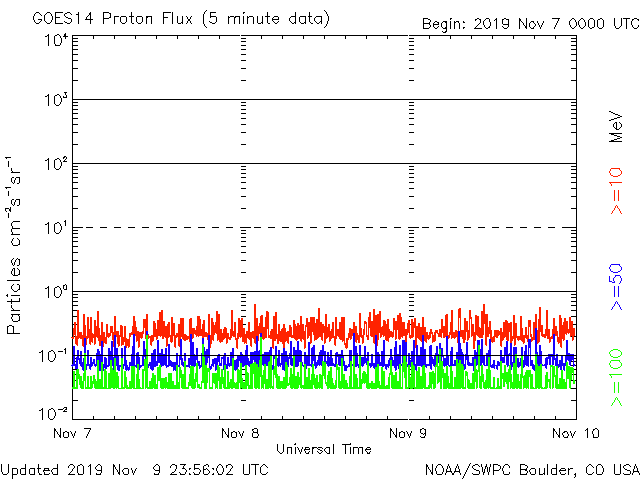 GOES14 Proton Flux (5 minute data)
Begin: 2019 Nov 7 0000 UTC
10⁴
10³
10²
10¹
10⁰
10⁻¹
10⁻²
Particles cm⁻²s⁻¹sr⁻¹
MeV
>=10
>=50
>=100
Nov 7
Nov 8
Nov 9
Nov 10
Universal Time
Updated 2019 Nov  9 23:56:02 UTC
NOAA/SWPC Boulder, CO USA